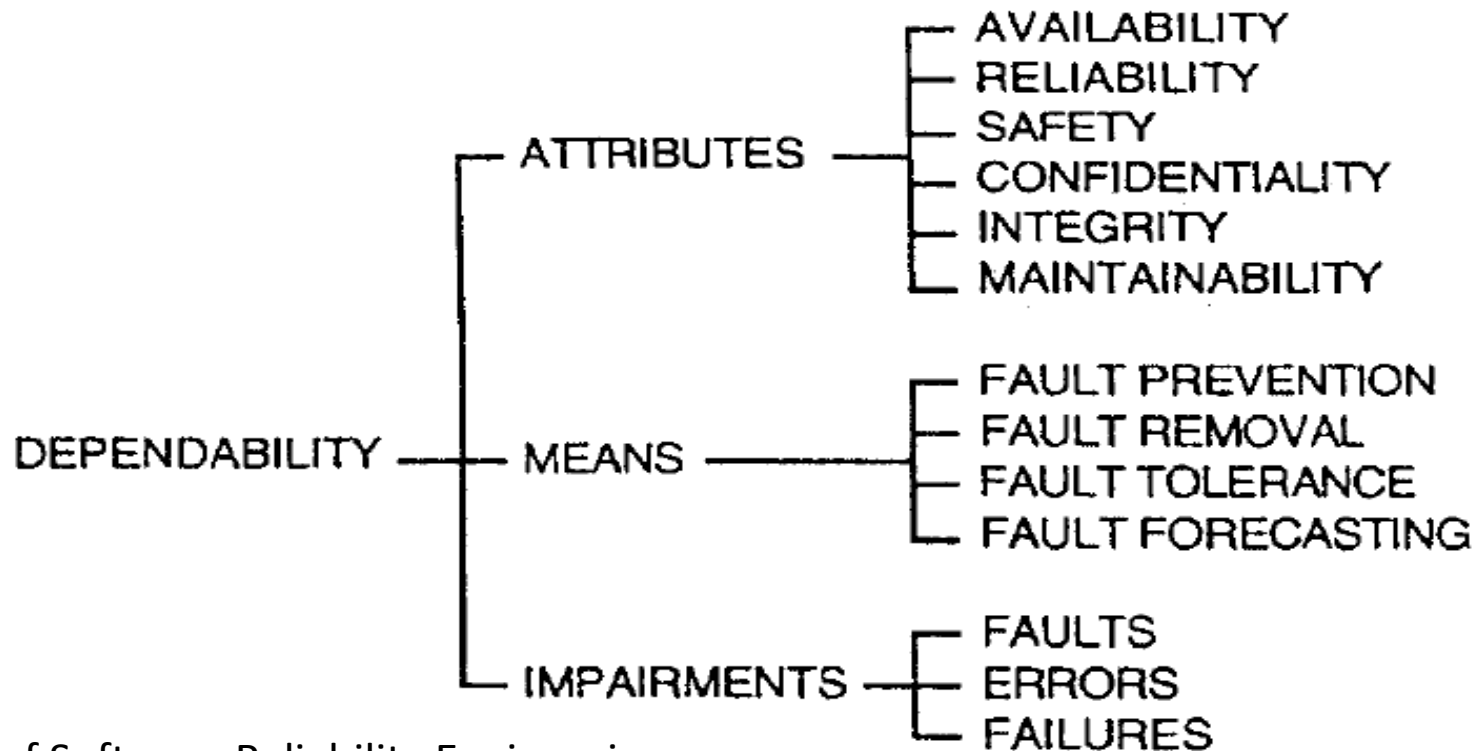 DEPENDABILITY
ATTRIBUTES
AVAILABILITY
RELIABILITY
SAFETY
CONFIDENTIALITY
INTEGRITY
MAINTAINABILITY
MEANS
FAULT PREVENTION
FAULT REMOVAL
FAULT TOLERANCE
FAULT FORECASTING
IMPAIRMENTS
FAULTS
ERRORS
FAILURES